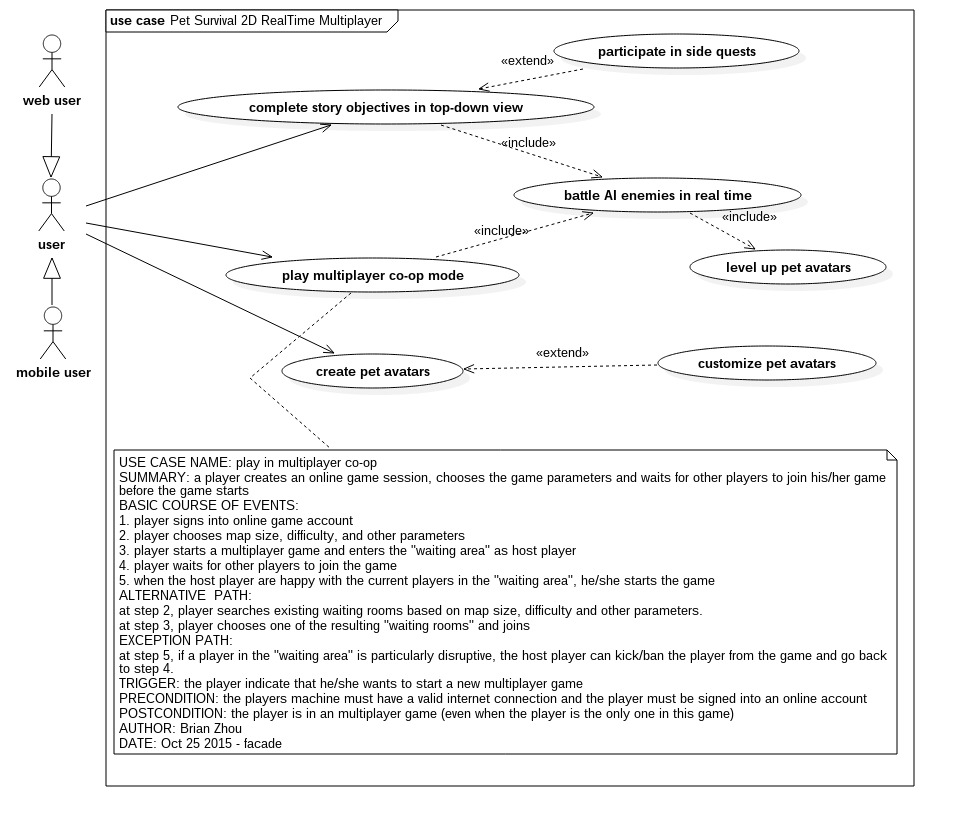 use case Pet Survival 2D RealTime Multiplayer
participate in side quests
«extend»
web user
complete story objectives in top-down view
«include»
battle AI enemies in real time
«include»
«include»
user
level up pet avatars
play multiplayer co-op mode
«extend»
customize pet avatars
create pet avatars
mobile user
USE CASE NAME: play in multiplayer co-op
SUMMARY: a player creates an online game session, chooses the game parameters and waits for other players to join his/her game
before the game starts
BASIC COURSE OF EVENTS:
1. player signs into online game account
2. player chooses map size, difficulty, and other parameters
3. player starts a multiplayer game and enters the "waiting area" as host player
4. player waits for other players to join the game
5. when the host player are happy with the current players in the "waiting area", he/she starts the game
ALTERNATIVE  PATH:
at step 2, player searches existing waiting rooms based on map size, difficulty and other parameters.
at step 3, player chooses one of the resulting "waiting rooms" and joins
EXCEPTION PATH:
at step 5, if a player in the "waiting area" is particularly disruptive, the host player can kick/ban the player from the game and go back
to step 4.
TRIGGER: the player indicate that he/she wants to start a new multiplayer game
PRECONDITION: the players machine must have a valid internet connection and the player must be signed into an online account
POSTCONDITION: the player is in an multiplayer game (even when the player is the only one in this game)
AUTHOR: Brian Zhou
DATE: Oct 25 2015 - facade